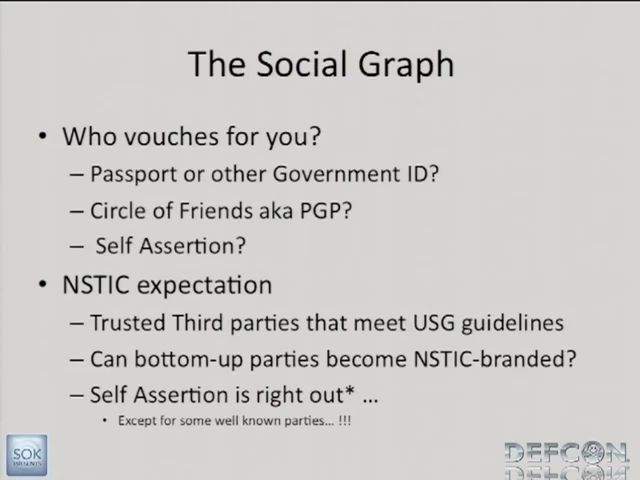 The Social Graph
• Who vouches for you?
– Passport or other Government ID?
– Circle of Friends aka PGP?
– Self Assertion?
• NSTIC expectation
– Trusted Third parties that meet USG guidelines
– Can bottom-up parties become NSTIC-branded?
– Self Assertion is right out* ...
• Except for some well known parties... !!!
SOK
PRESENTS
DEFCON